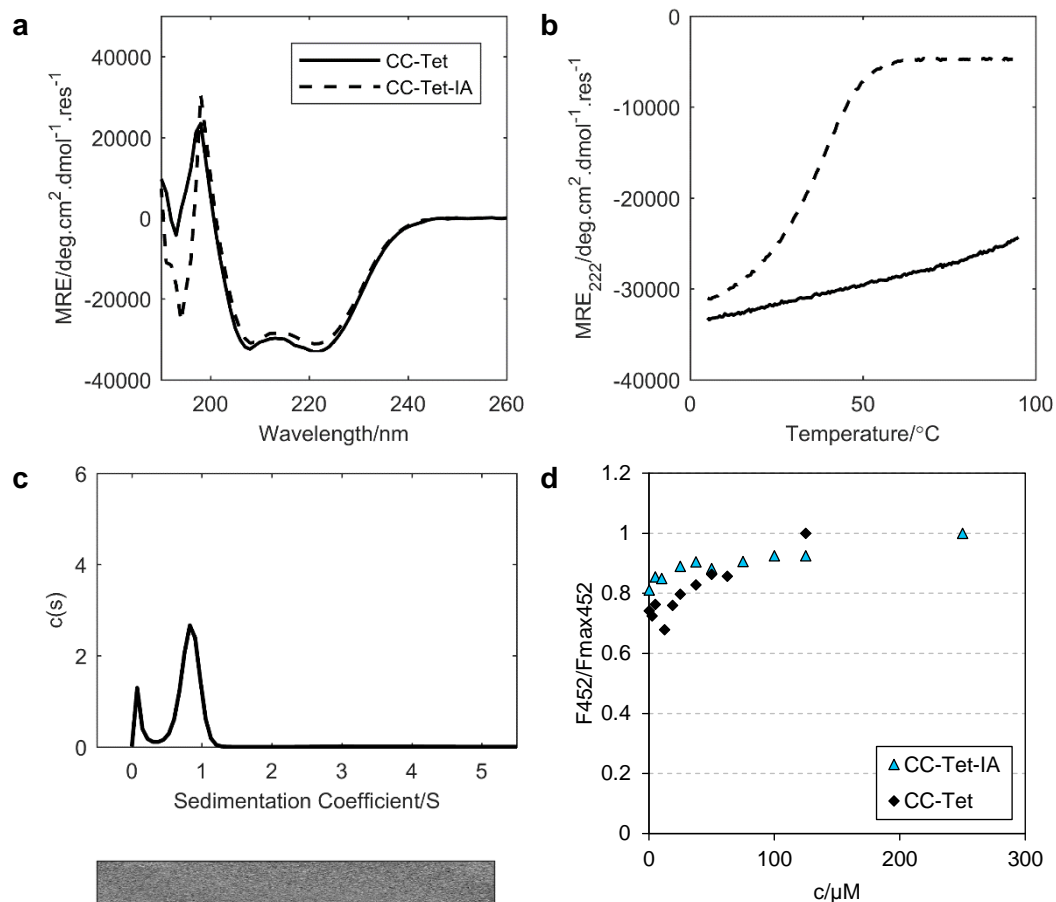 a
MRE/deg.cm².dmol⁻¹.res⁻¹
40000
20000
0
-20000
-40000
CC-Tet
CC-Tet-IA
200
220
240
260
Wavelength/nm
b
MRE₂₂₂/deg.cm².dmol⁻¹.res⁻¹
0
-10000
-20000
-30000
-40000
0
50
100
Temperature/°C
c
c(s)
6
4
2
0
0
1
2
3
4
5
Sedimentation Coefficient/S
d
F452/Fmax452
1.2
1
0.8
0.6
0.4
0.2
0
CC-Tet-IA
CC-Tet
0
100
200
300
c/µM